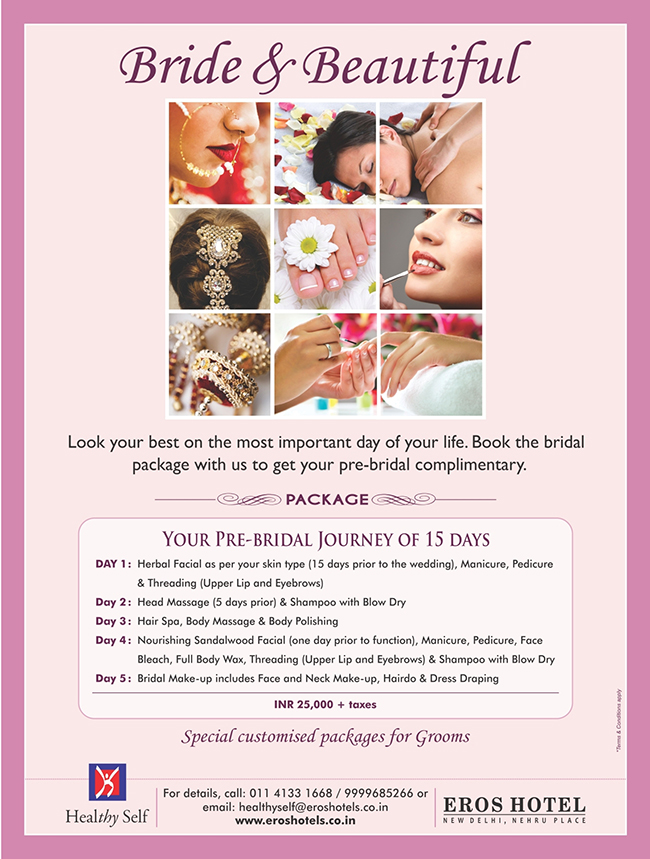 Bride & Beautiful
Look your best on the most important day of your life. Book the bridal
package with us to get your pre-bridal complimentary.
PACKAGE
YOUR PRE-BRIDAL JOURNEY OF 15 DAYS
DAY 1 : Herbal Facial as per your skin type (15 days prior to the wedding), Manicure, Pedicure
& Threading (Upper Lip and Eyebrows)
Day 2 : Head Massage (5 days prior) & Shampoo with Blow Dry
Day 3 : Hair Spa, Body Massage & Body Polishing
Day 4 : Nourishing Sandalwood Facial (one day prior to function), Manicure, Pedicure, Face
Bleach, Full Body Wax, Threading (Upper Lip and Eyebrows) & Shampoo with Blow Dry
Day 5 : Bridal Make-up includes Face and Neck Make-up, Hairdo & Dress Draping
INR 25,000 + taxes
*Terms & Conditions apply
Special customised packages for Grooms
Healthy Self
For details, call: 011 4133 1668 / 9999685266 or
email: healthyself@eroshotels.co.in
www.eroshotels.co.in
EROS HOTEL
NEW DELHI, NEHRU PLACE